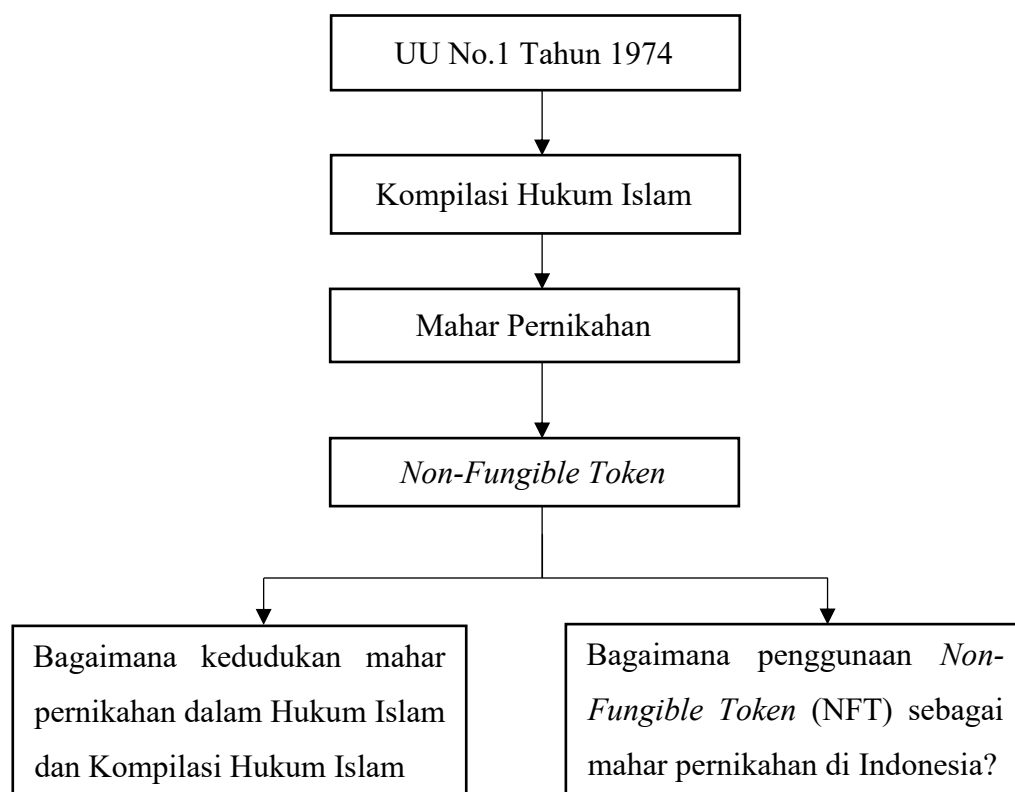 UU No.1 Tahun 1974
Kompilasi Hukum Islam
Mahar Pernikahan
Non-Fungible Token
Bagaimana kedudukan mahar
pernikahan dalam Hukum Islam
dan Kompilasi Hukum Islam
Bagaimana penggunaan Non-
Fungible Token (NFT) sebagai
mahar pernikahan di Indonesia?